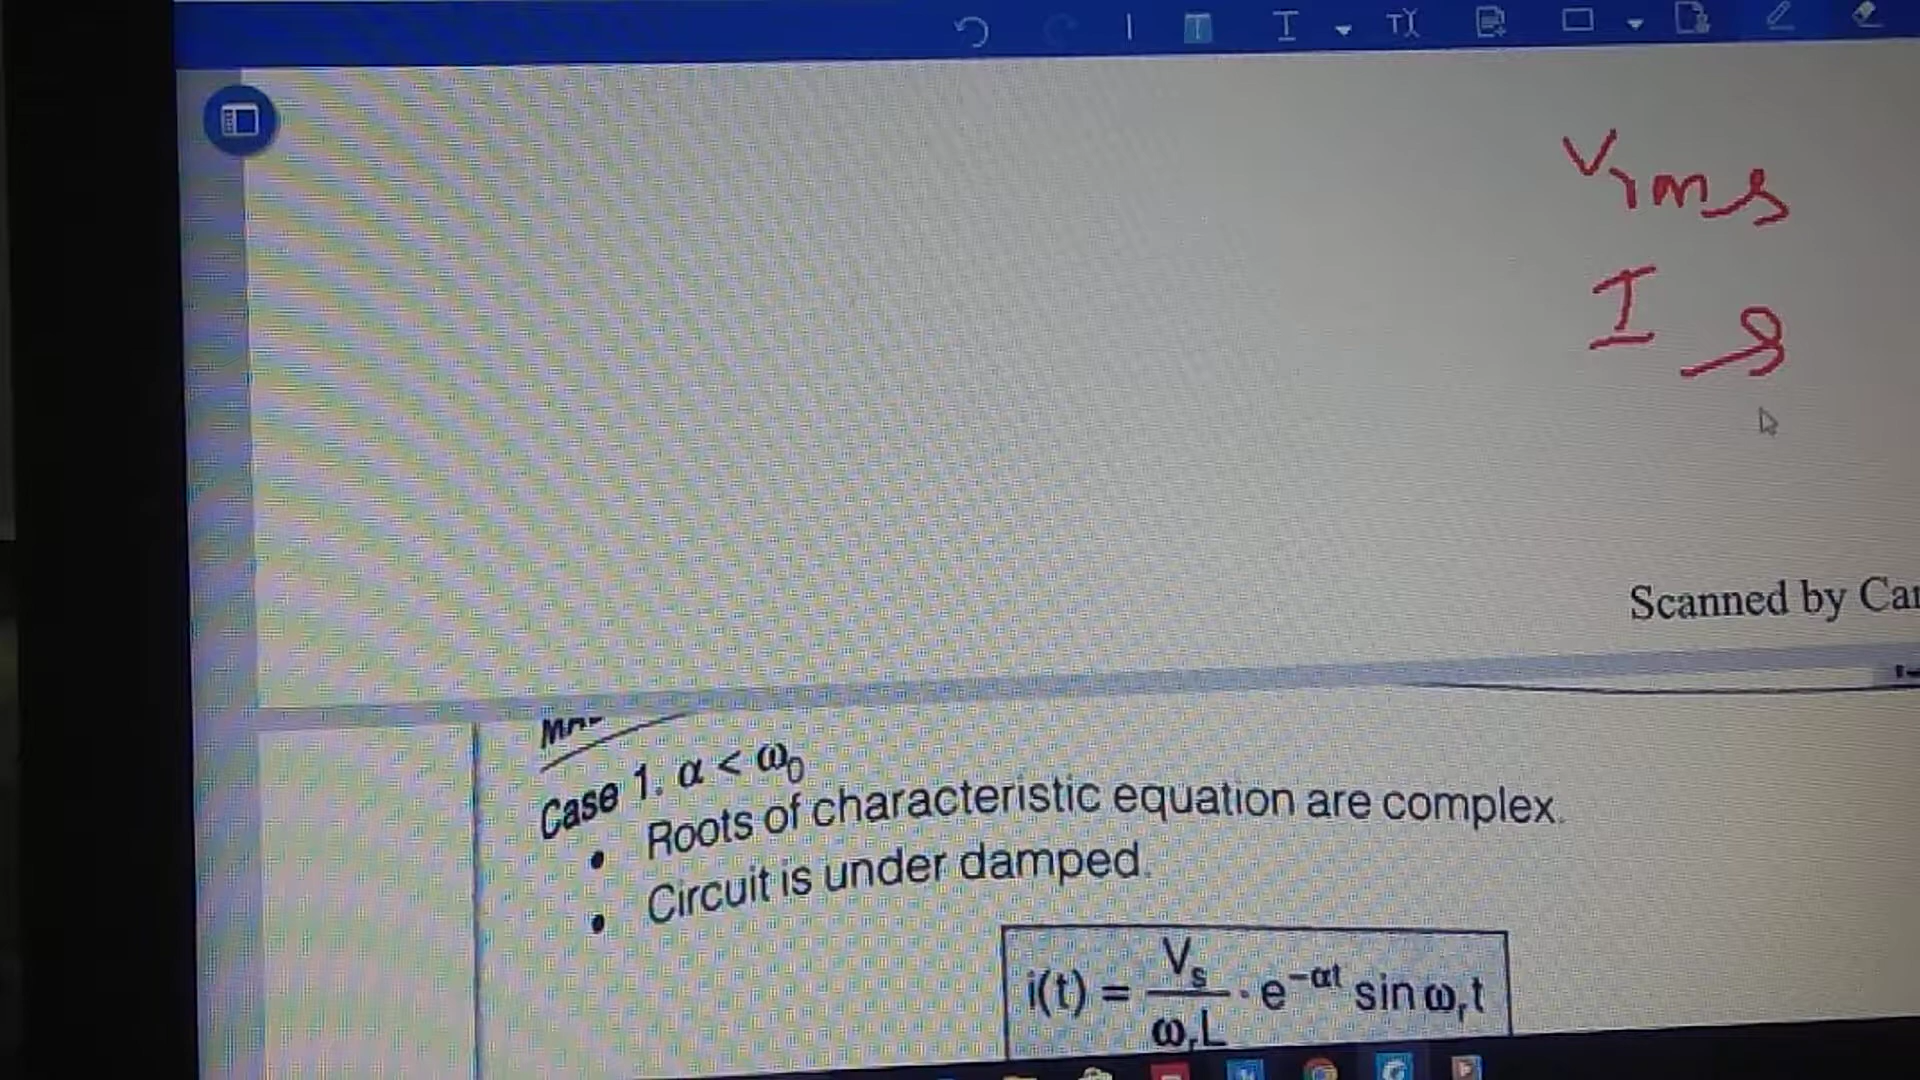 Vrms
I s
Scanned by
Case 1: α < ω₀
• Roots of characteristic equation are complex.
• Circuit is under damped.
i(t) = Vₛ/ωᵣL · e^−αt sin ωᵣt